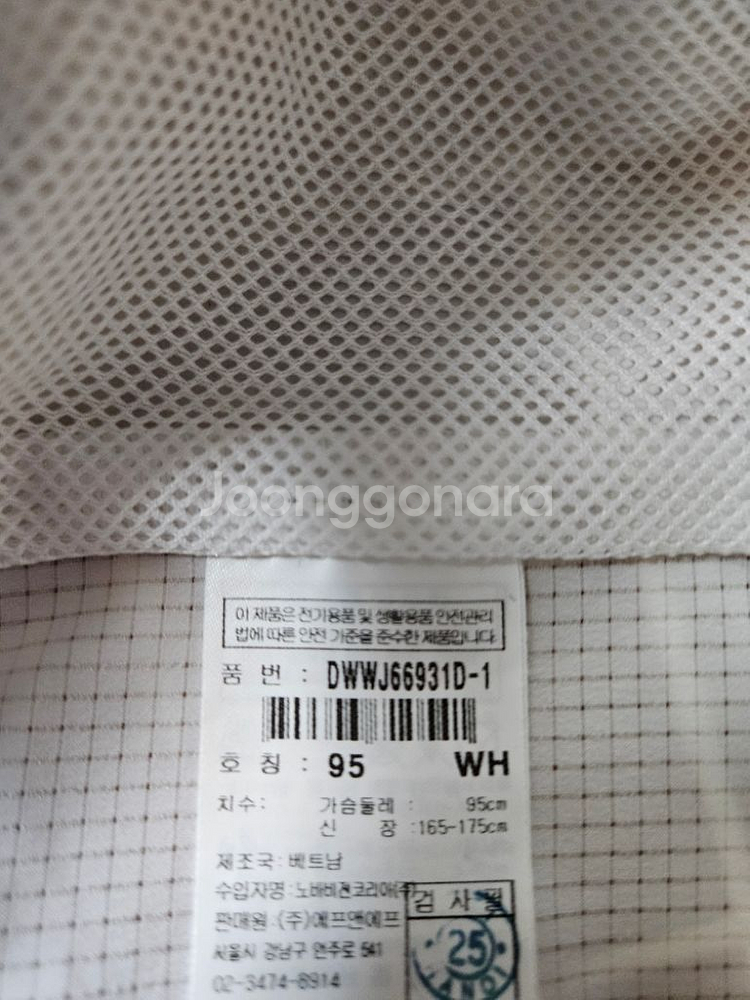 Joonggonara
이 제품은 전기용품 및 생활용품 안전관리
법에 따른 안전 기준을 준수한 제품입니다.
품 번 : DWWJ66931D-1
호 칭 : 95 WH
치수: 가슴둘레 : 95cm
신 장 :165-175cm
제조국: 베트남
수입자명: 노바비젼코리아(주)
판매원 :(주)에프앤에프
서울시 강남구 언주로 541
02-3474-8914
검 사 필
25